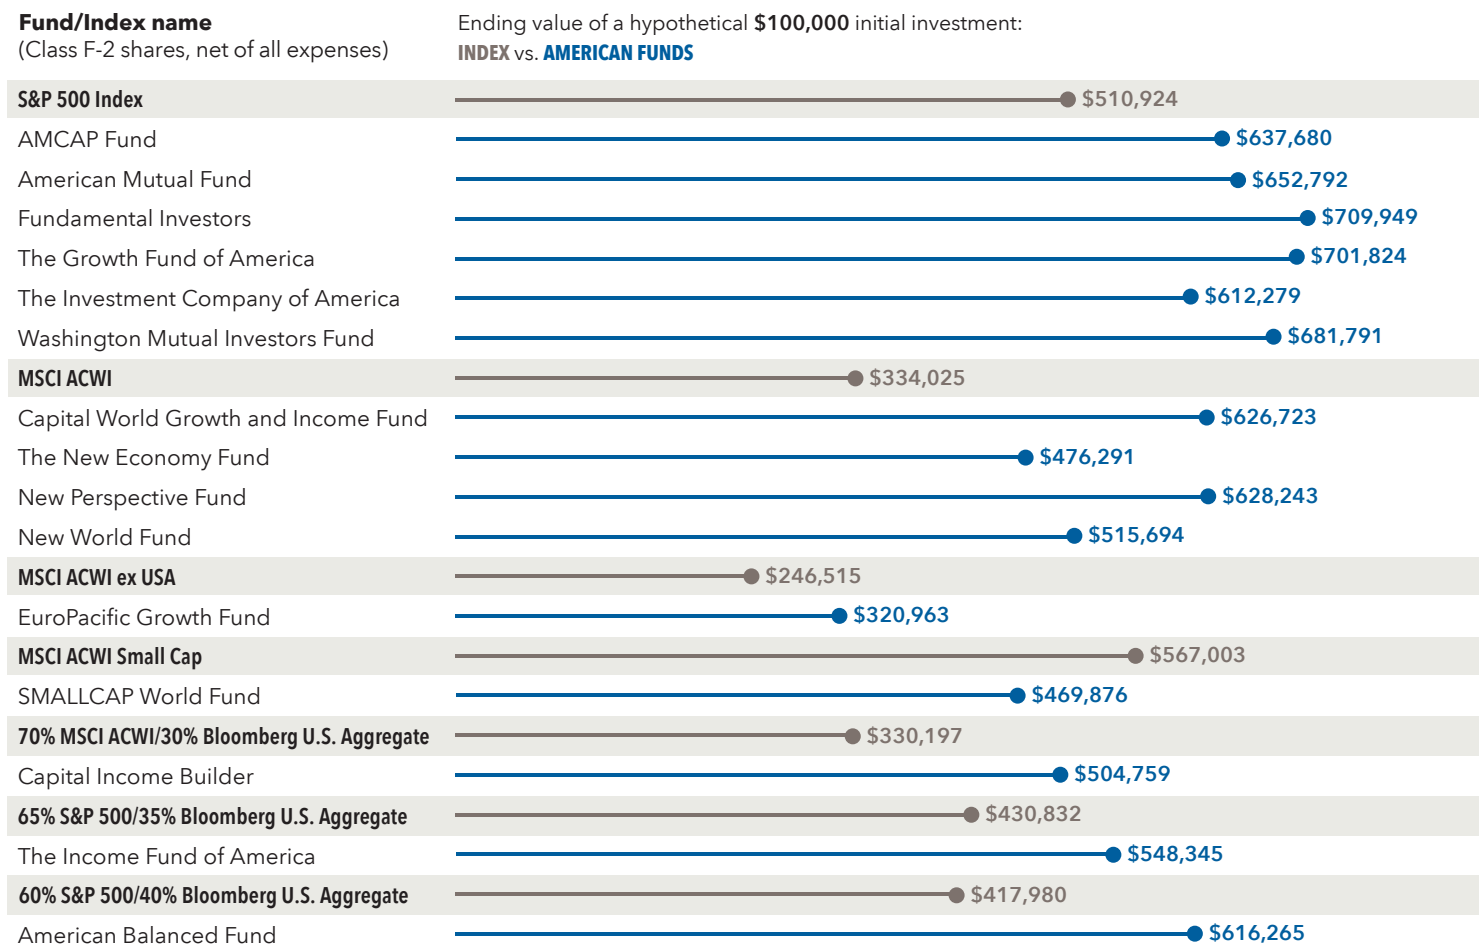 Fund/Index name
(Class F-2 shares, net of all expenses)
Ending value of a hypothetical $100,000 initial investment:
INDEX vs. AMERICAN FUNDS
S&P 500 Index $510,924
AMCAP Fund $637,680
American Mutual Fund $652,792
Fundamental Investors $709,949
The Growth Fund of America $701,824
The Investment Company of America $612,279
Washington Mutual Investors Fund $681,791
MSCI ACWI $334,025
Capital World Growth and Income Fund $626,723
The New Economy Fund $476,291
New Perspective Fund $628,243
New World Fund $515,694
MSCI ACWI ex USA $246,515
EuroPacific Growth Fund $320,963
MSCI ACWI Small Cap $567,003
SMALLCAP World Fund $469,876
70% MSCI ACWI/30% Bloomberg U.S. Aggregate $330,197
Capital Income Builder $504,759
65% S&P 500/35% Bloomberg U.S. Aggregate $430,832
The Income Fund of America $548,345
60% S&P 500/40% Bloomberg U.S. Aggregate $417,980
American Balanced Fund $616,265